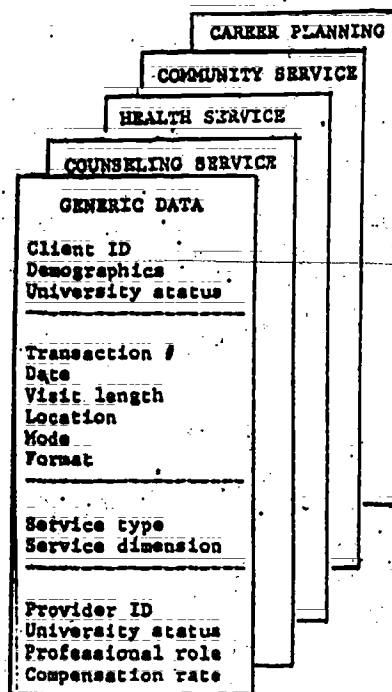 CAREER PLANNING
COMMUNITY SERVICE
HEALTH SERVICE
COUNSELING SERVICE
GENERIC DATA
Client ID
Demographics
University status
Transaction #
Date
Visit length
Location
Mode
Format
Service type
Service dimension
Provider ID
University status
Professional role
Compensation rate